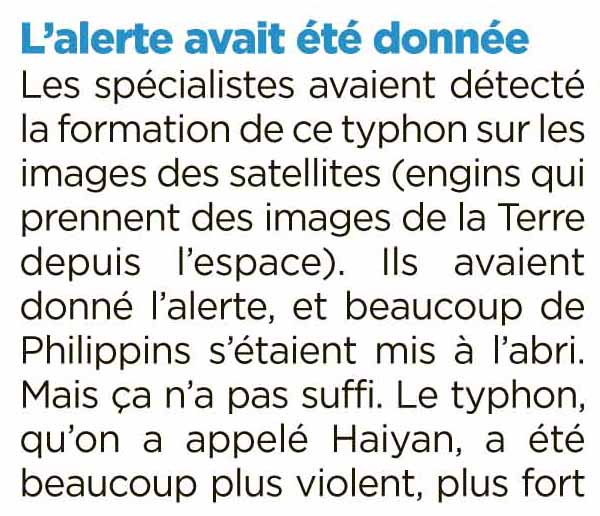 L’alerte avait été donnée
Les spécialistes avaient détecté
la formation de ce typhon sur les
images des satellites (engins qui
prennent des images de la Terre
depuis l’espace). Ils avaient
donné l’alerte, et beaucoup de
Philippins s’étaient mis à l’abri.
Mais ça n’a pas suffi. Le typhon,
qu’on a appelé Haiyan, a été
beaucoup plus violent, plus fort